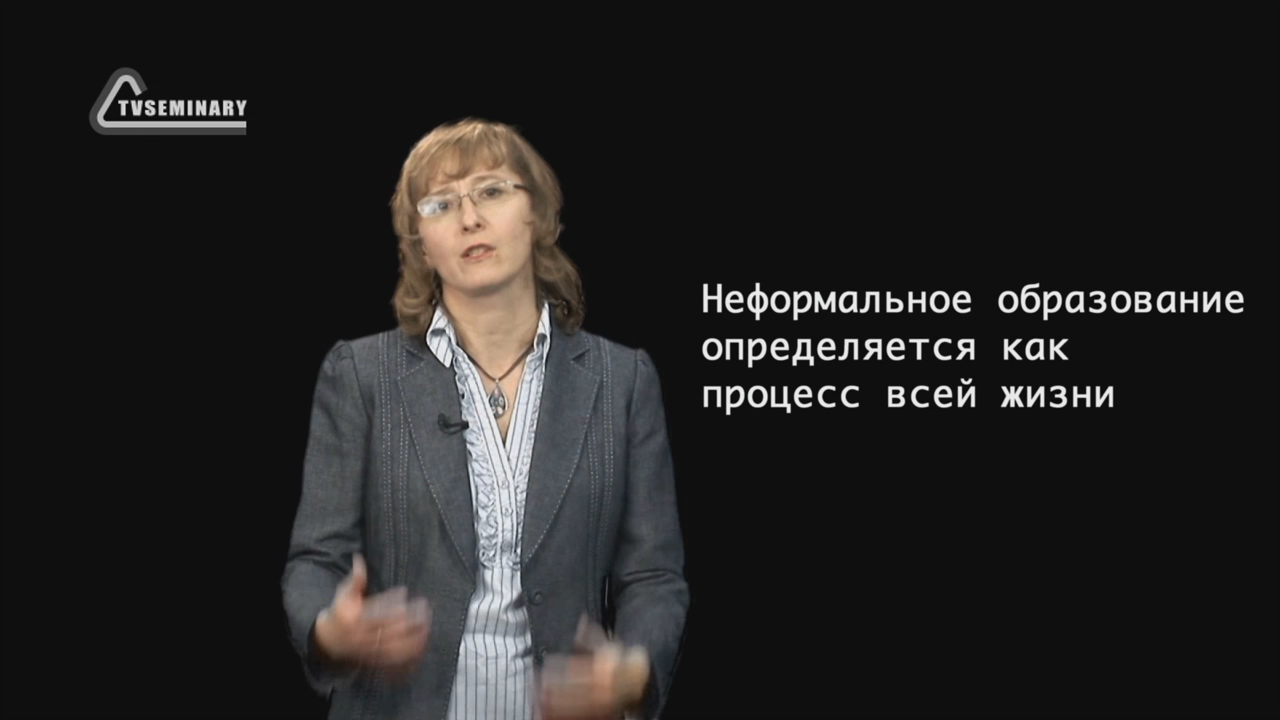 TVSEMINARY
Неформальное образование
определяется как
процесс всей жизни